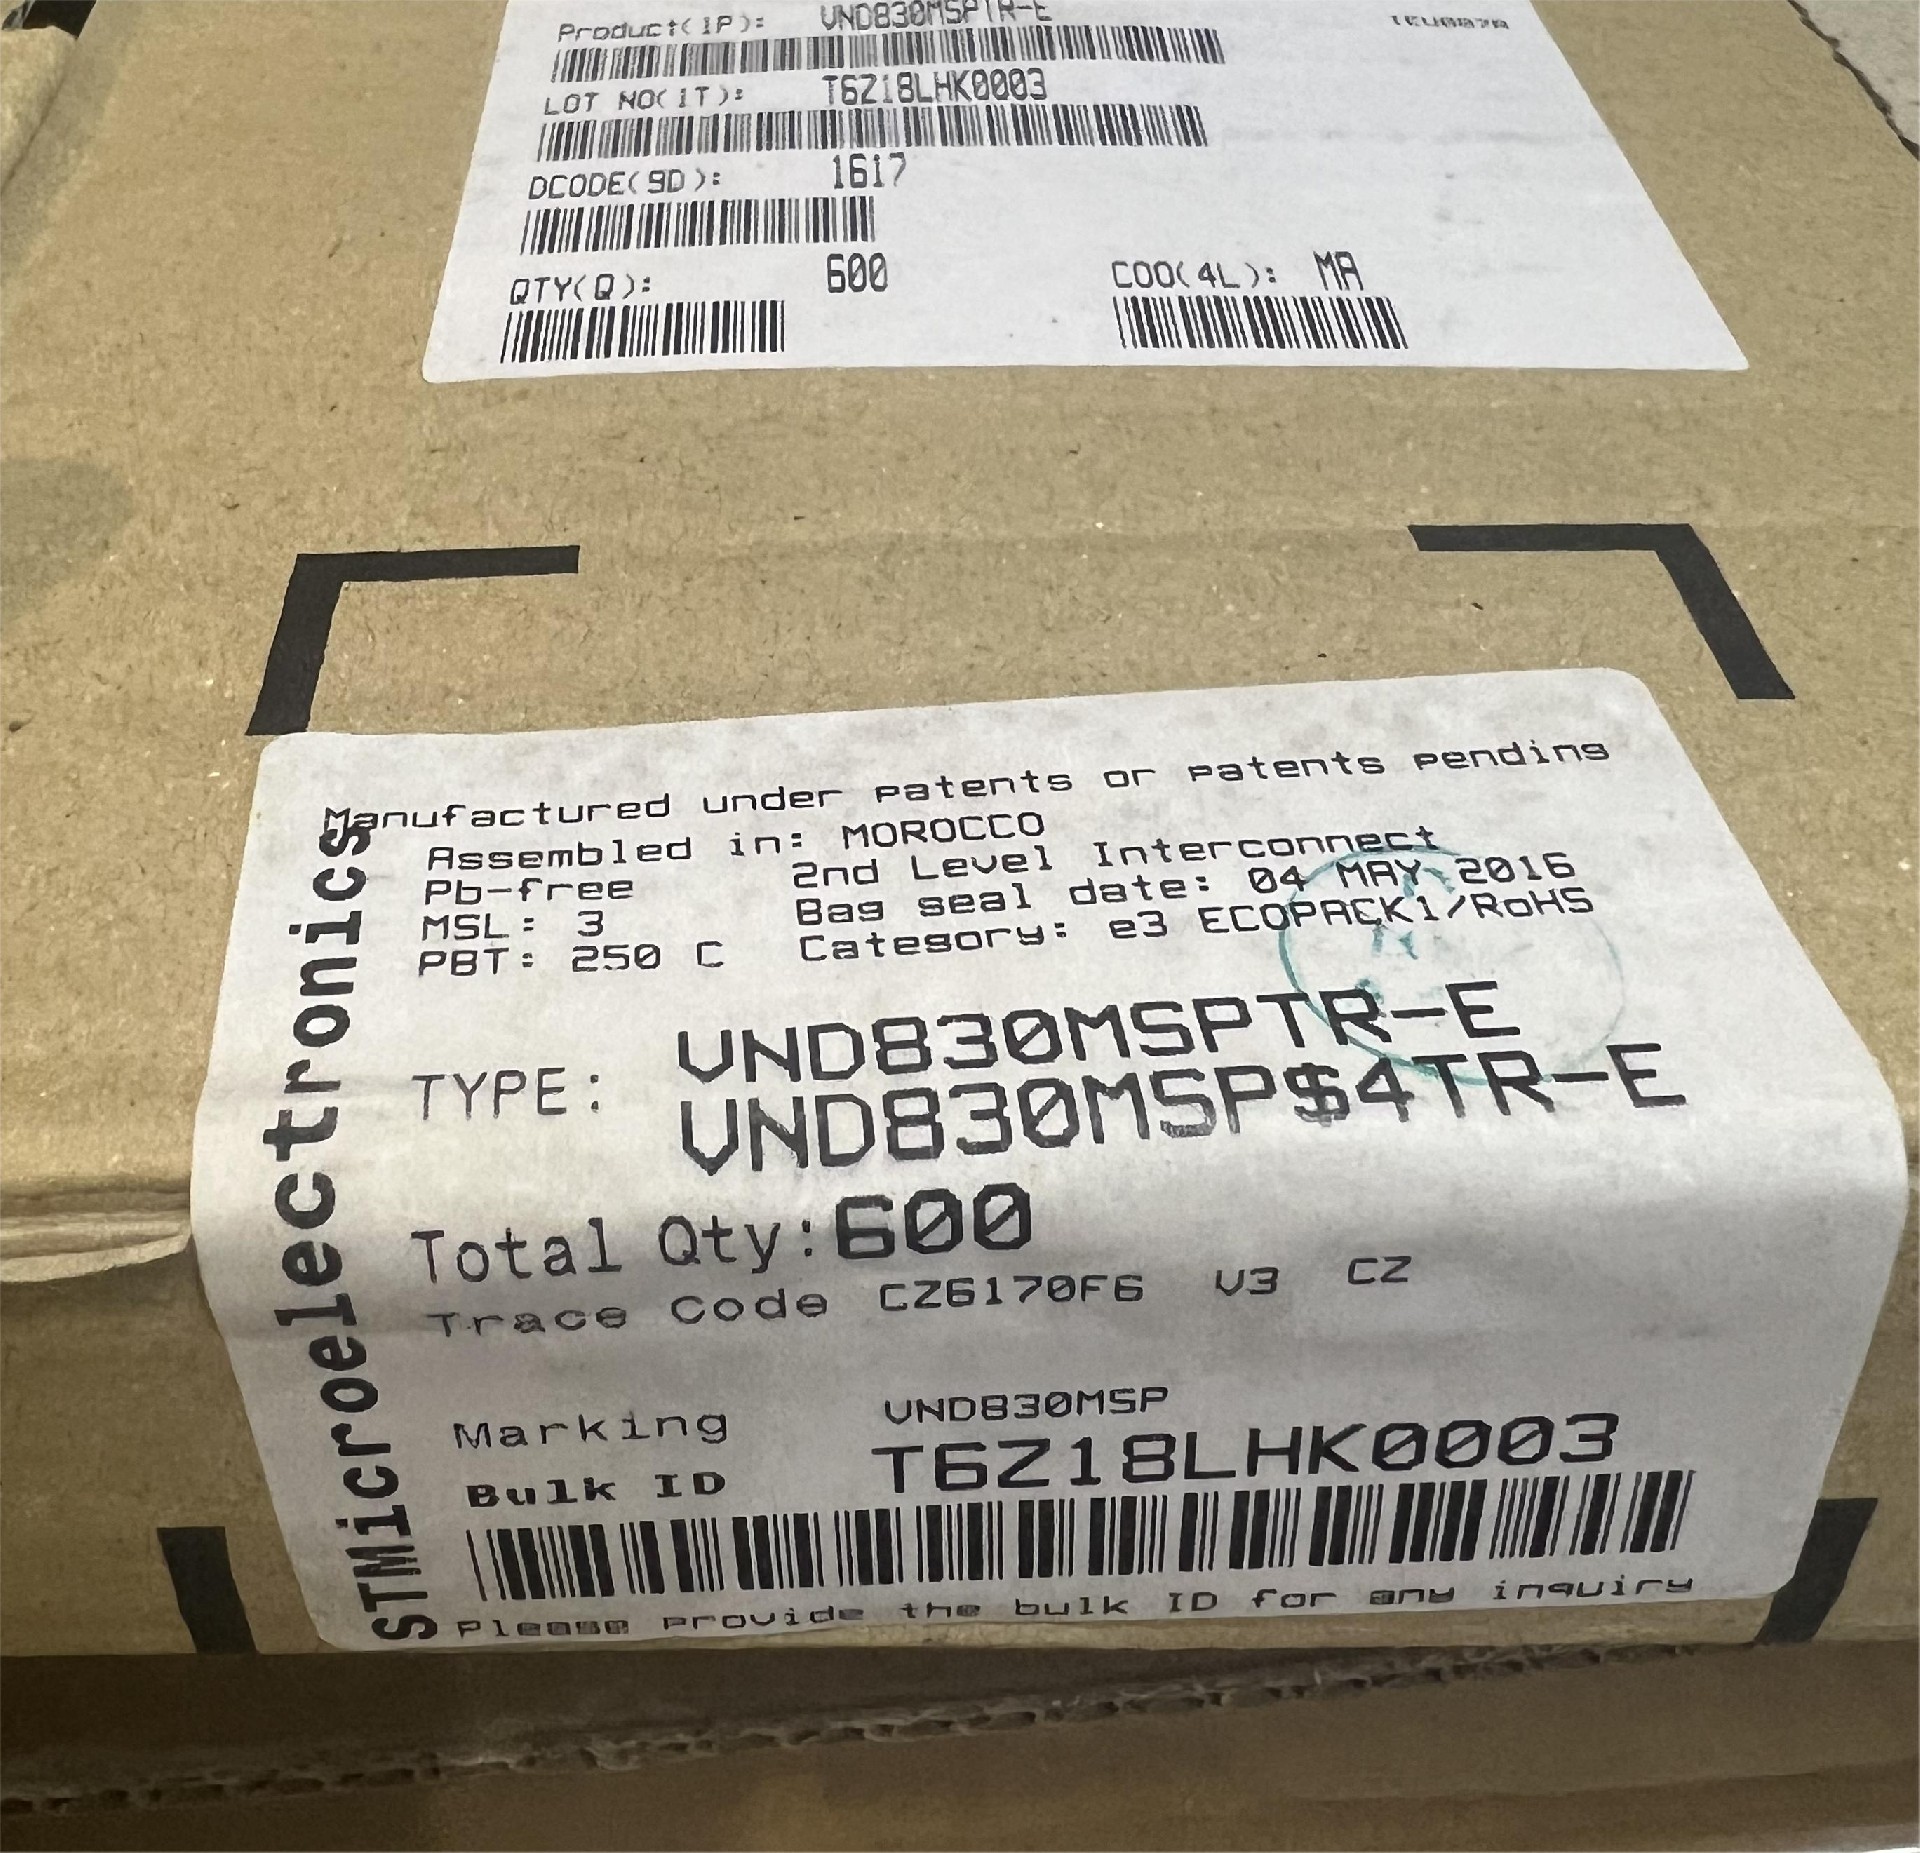 Product(1P): VND830MSPTR-E
LOT NO(1T): T6Z18LHK0003
DCODE(9D): 1617
QTY(Q): 600 COO(4L): MA
Manufactured under patents or patents pending
Assembled in: MOROCCO
Pb-free 2nd Level Interconnect
MSL: 3 Bag seal date: 04 MAY 2016
PBT: 250 C Category: e3 ECOPACK1/RoHS
TYPE: VND830MSPTR-E
VND830MSP$4TR-E
Total Qty:600
Trace Code CZ6170F6 V3 CZ
Marking VND830MSP
Bulk ID T6Z18LHK0003
Please provide the bulk ID for any inquiry
STMicroelectronics